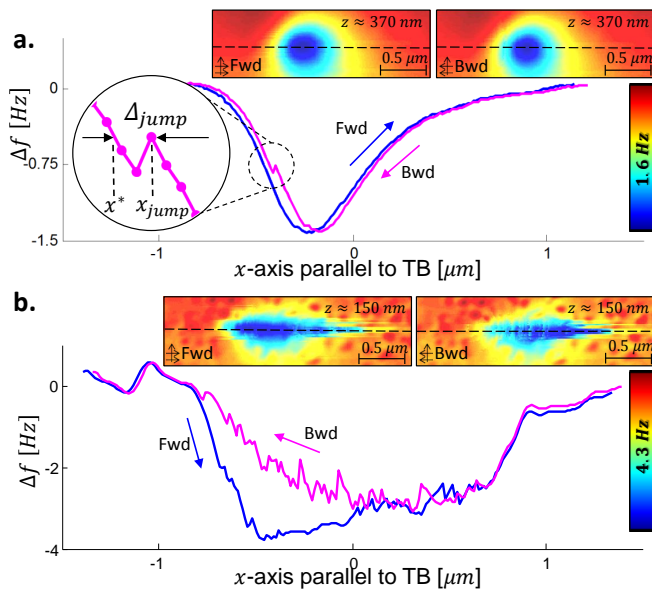 a.
z ≈ 370 nm
Fwd
0.5 μm
z ≈ 370 nm
Bwd
0.5 μm
Δf [Hz]
0
-0.75
-1.5
Δ_jump
x*
x_jump
Fwd
Bwd
1.6 Hz
-1
0
1
x-axis parallel to TB [μm]
b.
z ≈ 150 nm
Fwd
0.5 μm
z ≈ 150 nm
Bwd
0.5 μm
Δf [Hz]
0
-2
-4
Fwd
Bwd
4.3 Hz
-1
0
1
x-axis parallel to TB [μm]